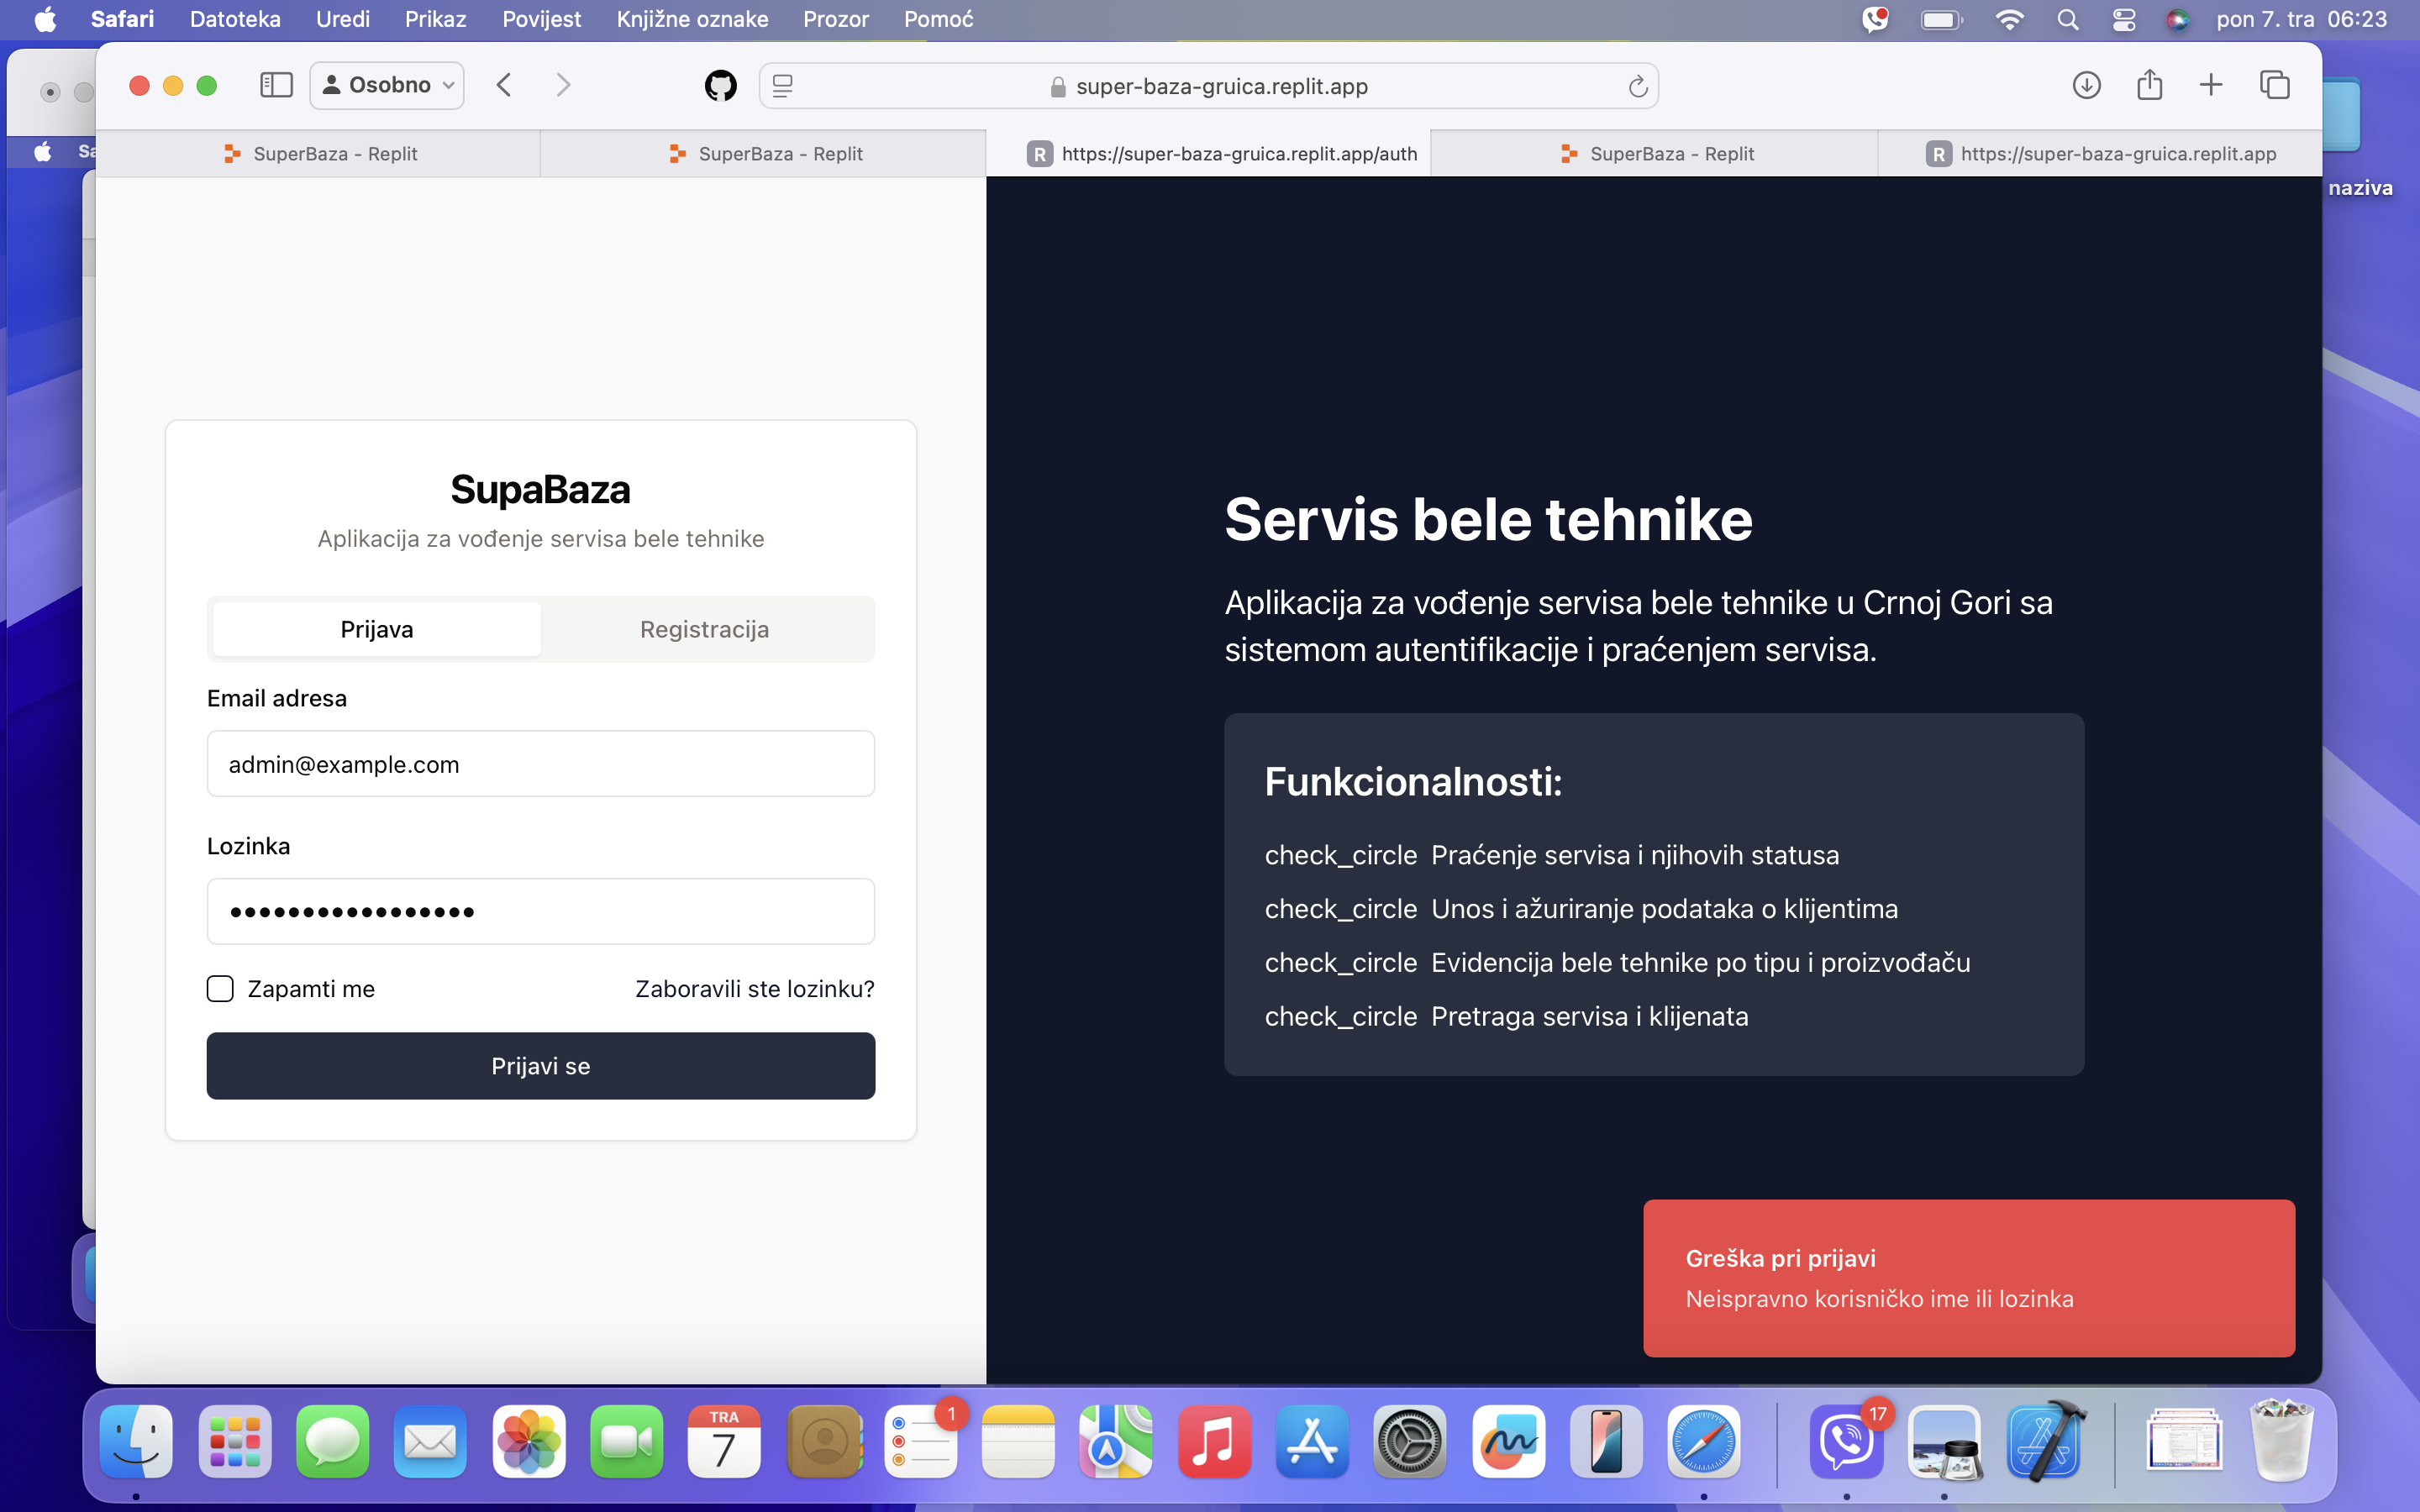 Safari Datoteka Uredi Prikaz Povijest Knjižne oznake Prozor Pomoć pon 7. tra 06:23
Osobno super-baza-gruica.replit.app
naziva
Sa
SuperBaza - Replit SuperBaza - Replit R https://super-baza-gruica.replit.app/auth SuperBaza - Replit R https://super-baza-gruica.replit.app
SupaBaza
Aplikacija za vođenje servisa bele tehnike
Prijava Registracija
Email adresa
admin@example.com
Lozinka
Zapamti me Zaboravili ste lozinku?
Prijavi se
Servis bele tehnike
Aplikacija za vođenje servisa bele tehnike u Crnoj Gori sa
sistemom autentifikacije i praćenjem servisa.
Funkcionalnosti:
check_circle Praćenje servisa i njihovih statusa
check_circle Unos i ažuriranje podataka o klijentima
check_circle Evidencija bele tehnike po tipu i proizvođaču
check_circle Pretraga servisa i klijenata
Greška pri prijavi
Neispravno korisničko ime ili lozinka
TRA
7
1
17